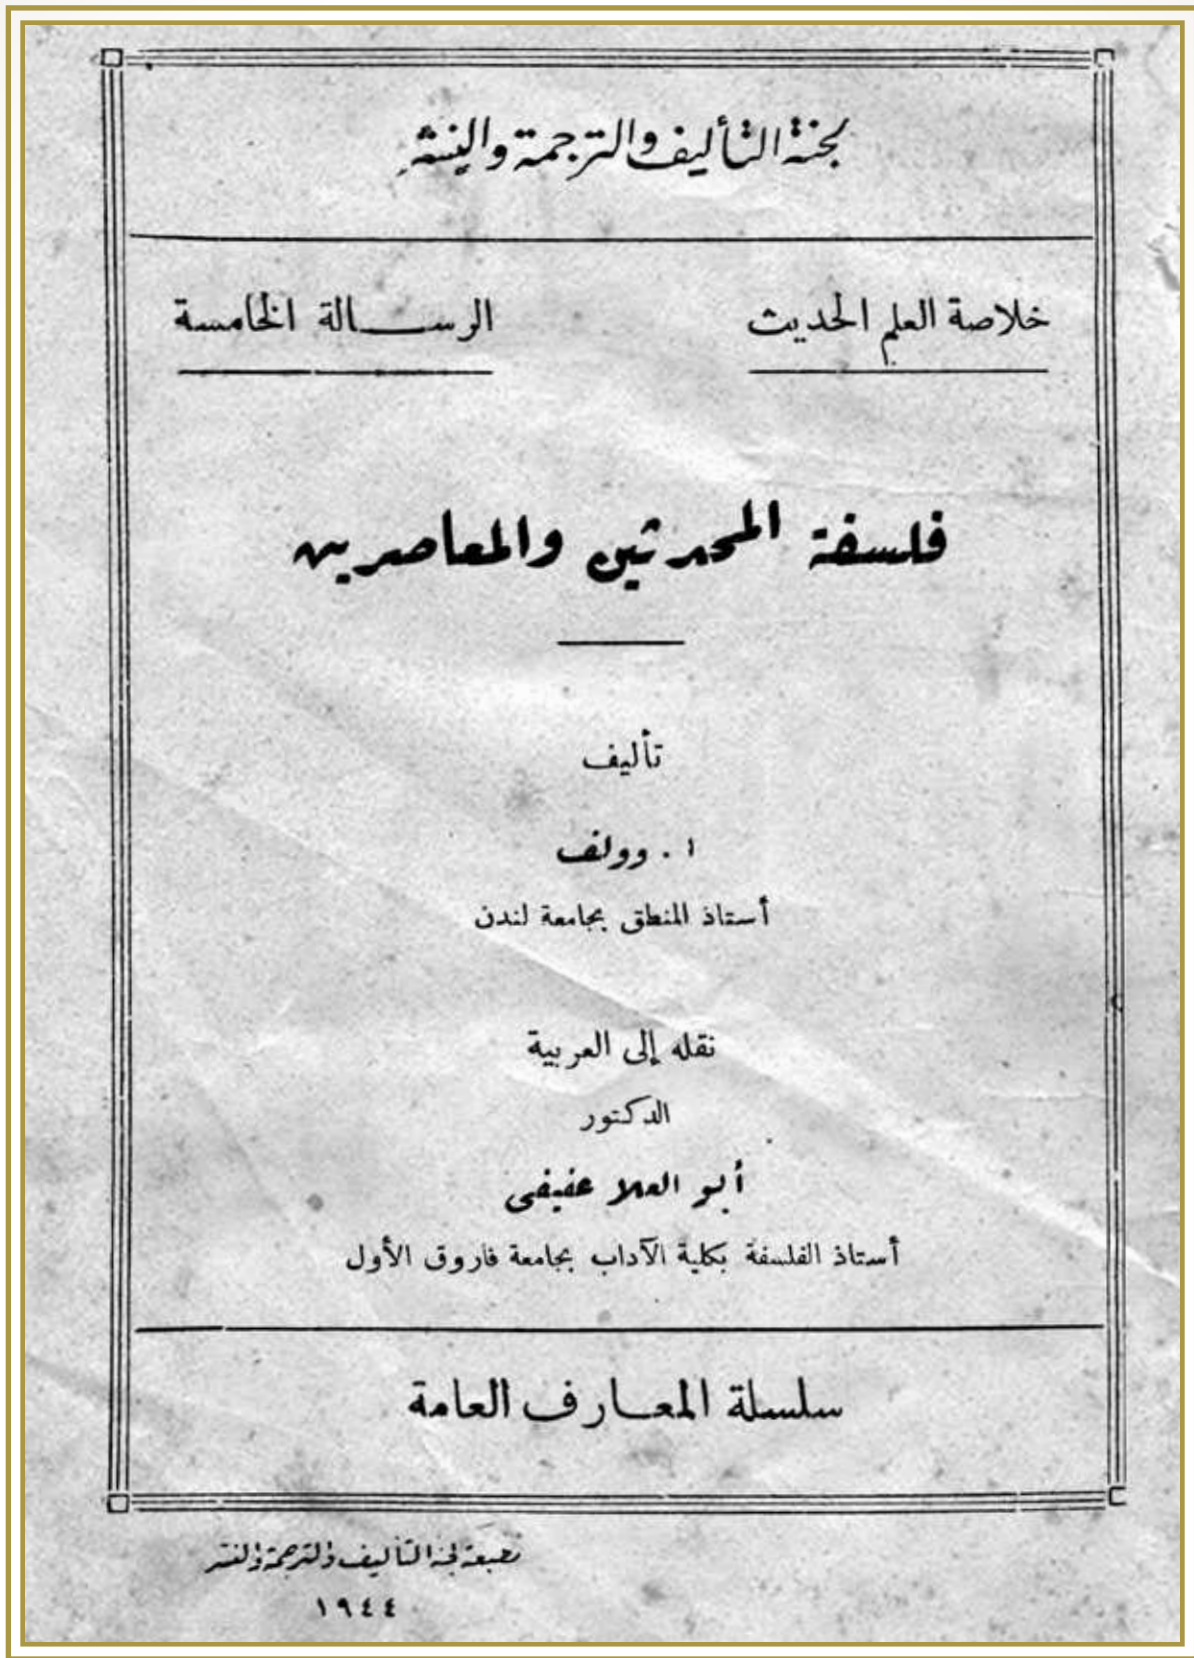 لجنة التأليف والترجمة والنشر
خلاصة العلم الحديث
الرسالة الخامسة
فلسفة المحدثين والمعاصرين
تأليف
ا . وولف
أستاذ المنطق بجامعة لندن
نقله إلى العربية
الدكتور
أبو العلا عفيفى
أستاذ الفلسفة بكلية الآداب بجامعة فاروق الأول
سلسلة المعارف العامة
مطبعة لجنة التأليف والترجمة والنشر
١٩٤٤